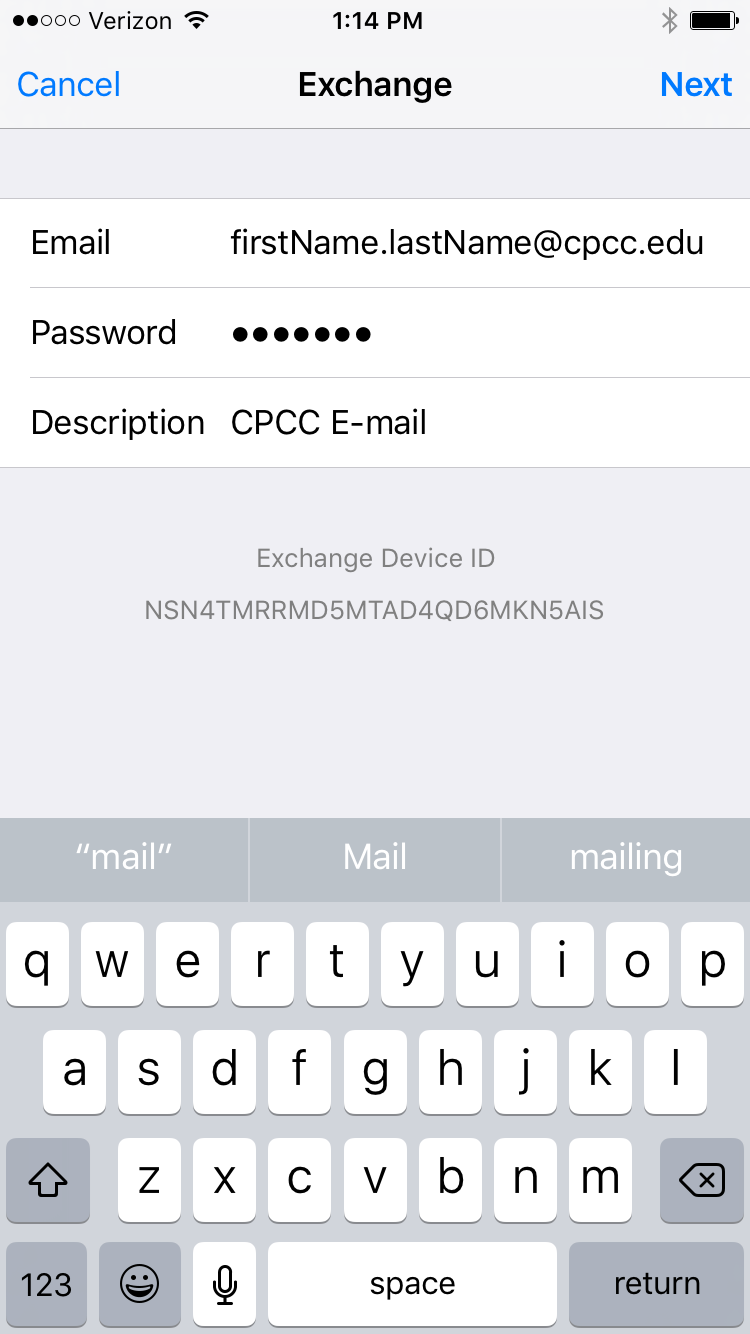 Verizon 1:14 PM
Cancel Exchange Next
Email firstName.lastName@cpcc.edu
Password ●●●●●●●
Description CPCC E-mail
Exchange Device ID
NSN4TMRRMD5MTAD4QD6MKN5AIS
“mail” Mail mailing
q w e r t y u i o p
a s d f g h j k l
z x c v b n m
123 space return